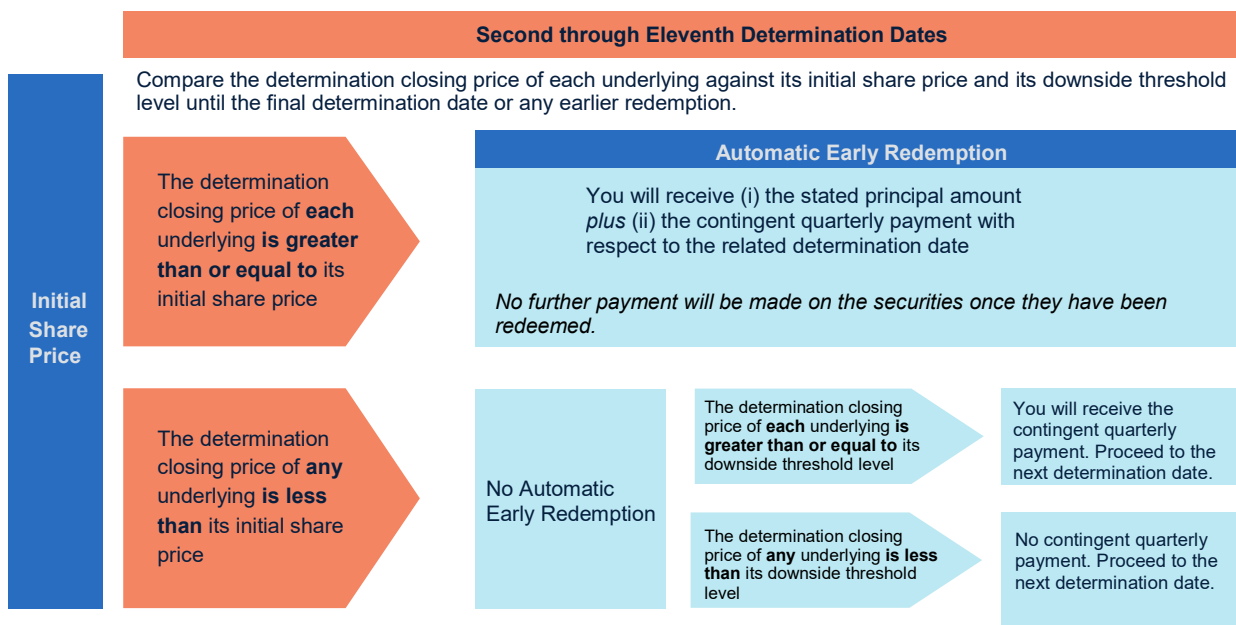 Second through Eleventh Determination Dates
Compare the determination closing price of each underlying against its initial share price and its downside threshold
level until the final determination date or any earlier redemption.
Initial
Share
Price
The determination
closing price of each
underlying is greater
than or equal to its
initial share price
Automatic Early Redemption
You will receive (i) the stated principal amount
plus (ii) the contingent quarterly payment with
respect to the related determination date
No further payment will be made on the securities once they have been
redeemed.
The determination
closing price of any
underlying is less
than its initial share
price
No Automatic
Early Redemption
The determination closing
price of each underlying is
greater than or equal to its
downside threshold level
You will receive the
contingent quarterly
payment. Proceed to the
next determination date.
The determination closing
price of any underlying is less
than its downside threshold
level
No contingent quarterly
payment. Proceed to the
next determination date.